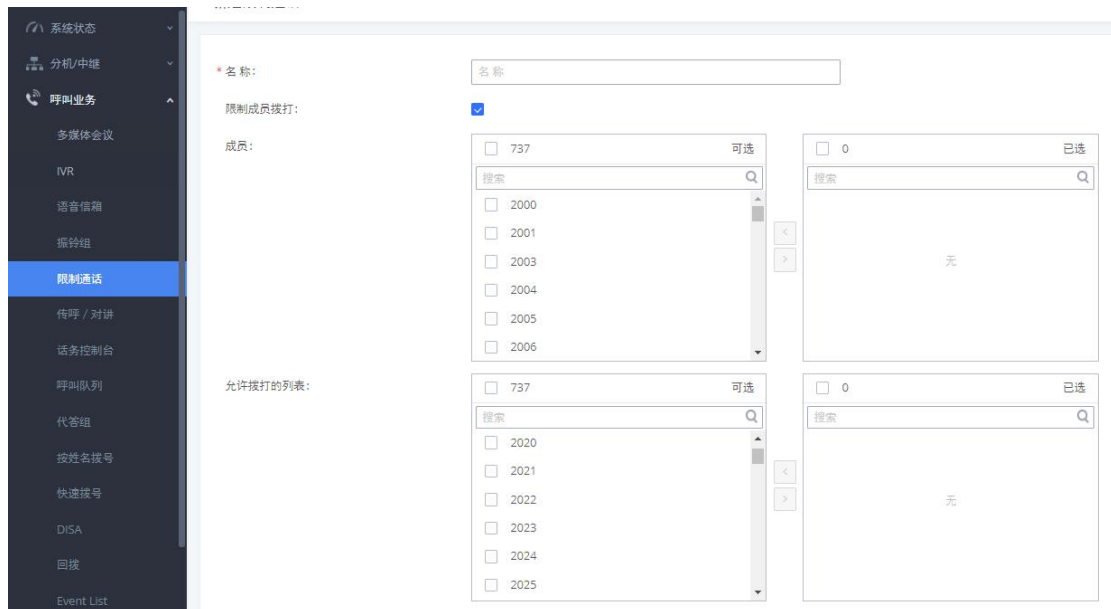 系统状态
分机/中继
呼叫业务
多媒体会议
IVR
语音信箱
振铃组
限制通话
传呼 / 对讲
话务控制台
呼叫队列
代答组
按姓名拨号
快速拨号
DISA
回拨
Event List
* 名 称:
名 称
限制成员拨打:
成员:
737 可选
搜索
2000
2001
2003
2004
2005
2006
0 已选
搜索
无
<
>
允许拨打的列表:
737 可选
搜索
2020
2021
2022
2023
2024
2025
0 已选
搜索
无
<
>